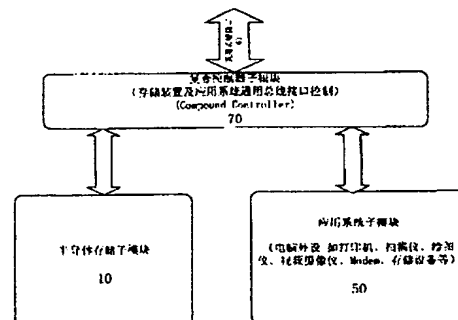 61
复合控制器子模块
(存储装置及应用系统通用总线接口控制)
(Compound Controller)
70
半导体存储子模块
10
应用系统子模块
(电脑外设 如打印机、扫描仪、绘图
仪、视频摄像仪、Modem、存储设备等)
50